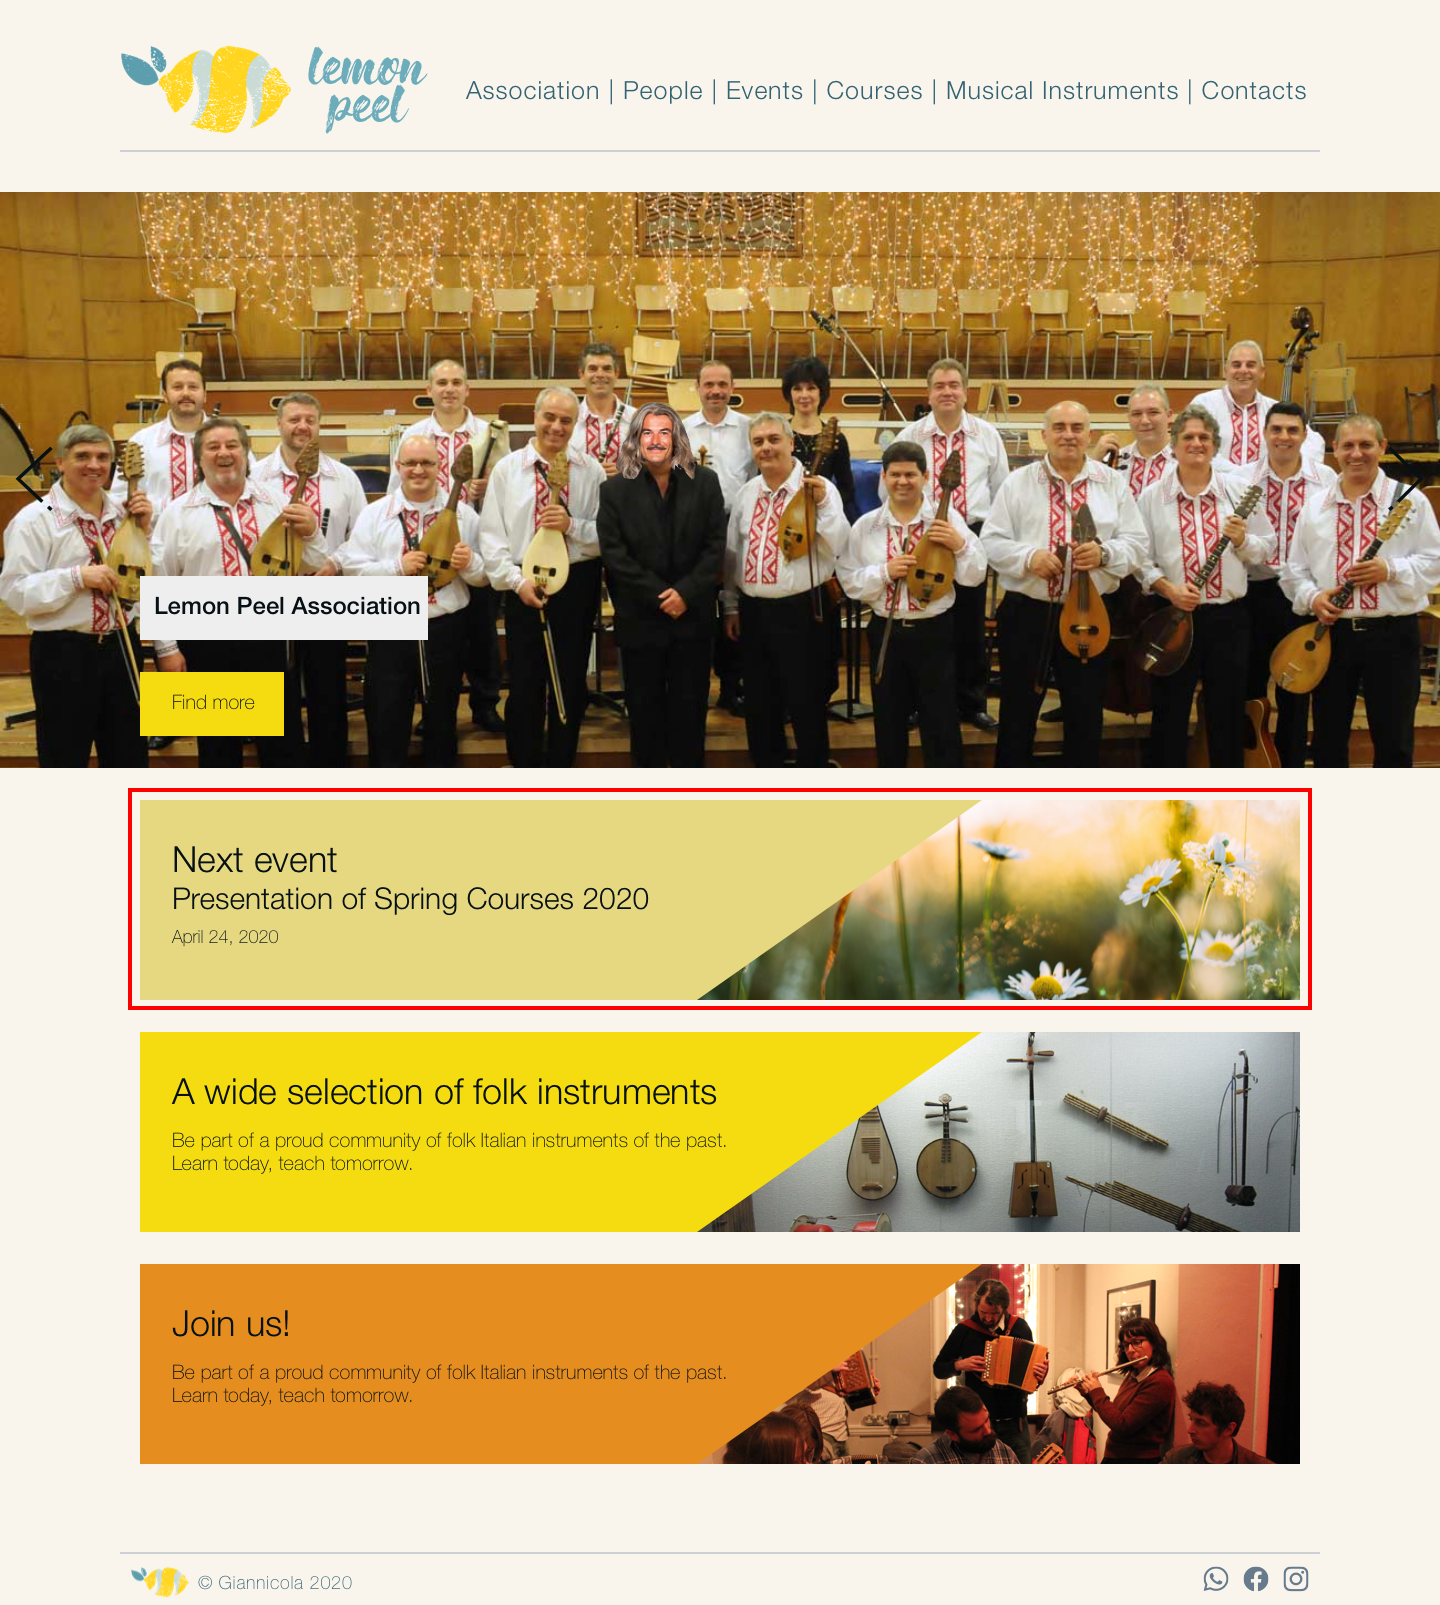 lemon
peel
Association | People | Events | Courses | Musical Instruments | Contacts
Lemon Peel Association
Find more
Next event
Presentation of Spring Courses 2020
April 24, 2020
A wide selection of folk instruments
Be part of a proud community of folk Italian instruments of the past.
Learn today, teach tomorrow.
Join us!
Be part of a proud community of folk Italian instruments of the past.
Learn today, teach tomorrow.
© Giannicola 2020